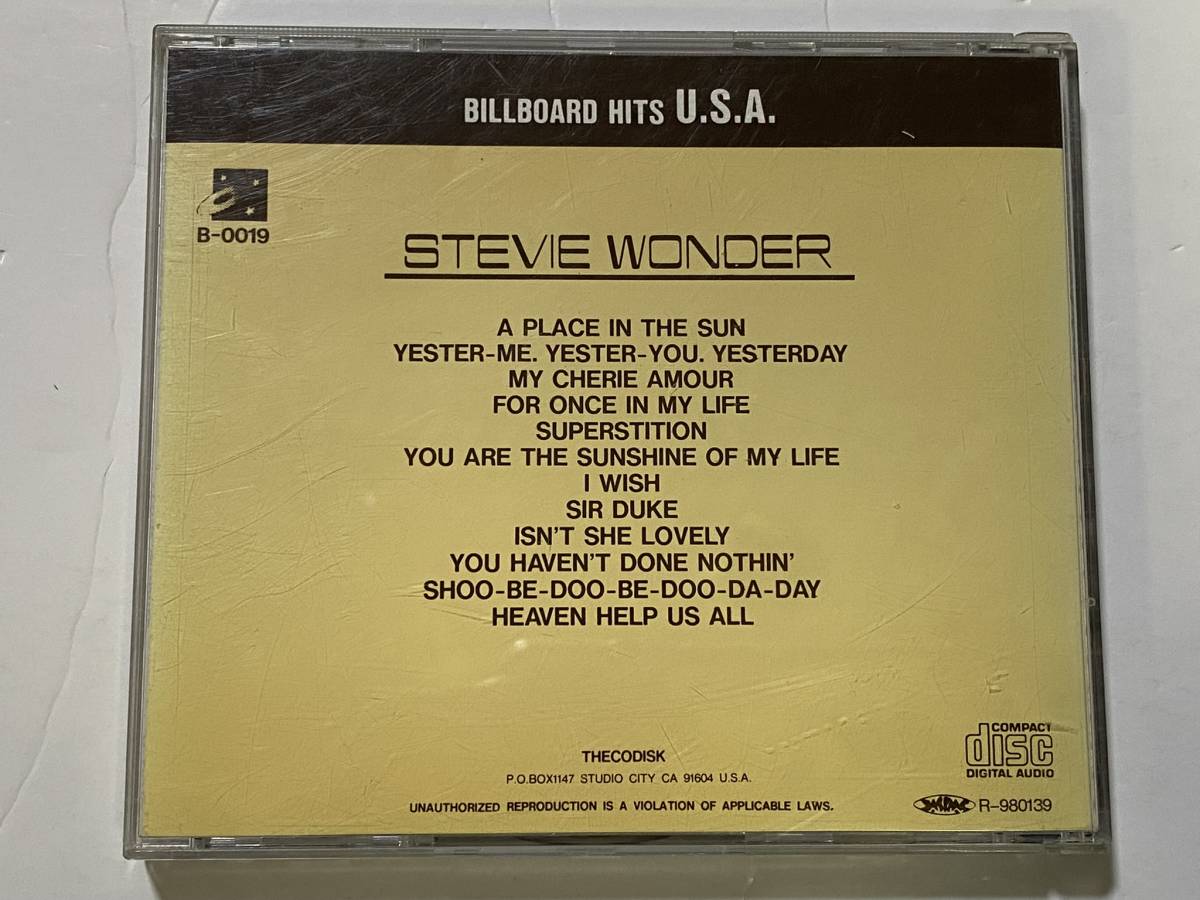 BILLBOARD HITS U.S.A.
B-0019
STEVIE WONDER
A PLACE IN THE SUN
YESTER-ME. YESTER-YOU. YESTERDAY
MY CHERIE AMOUR
FOR ONCE IN MY LIFE
SUPERSTITION
YOU ARE THE SUNSHINE OF MY LIFE
I WISH
SIR DUKE
ISN'T SHE LOVELY
YOU HAVEN'T DONE NOTHIN'
SHOO-BE-DOO-BE-DOO-DA-DAY
HEAVEN HELP US ALL
THECODISK
P.O.BOX1147 STUDIO CITY CA 91604 U.S.A.
UNAUTHORIZED REPRODUCTION IS A VIOLATION OF APPLICABLE LAWS.
COMPACT
disc
DIGITAL AUDIO
R-980139